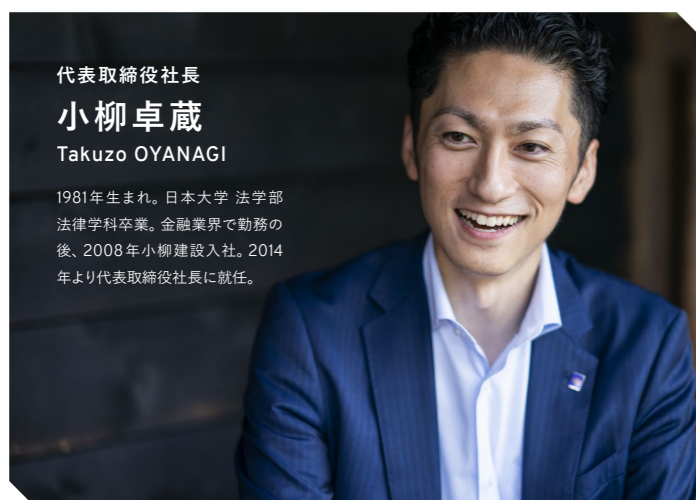 代表取締役社長
小柳卓蔵
Takuzo OYANAGI
1981年生まれ。日本大学 法学部
法律学科卒業。金融業界で勤務の
後、2008年小柳建設入社。2014
年より代表取締役社長に就任。